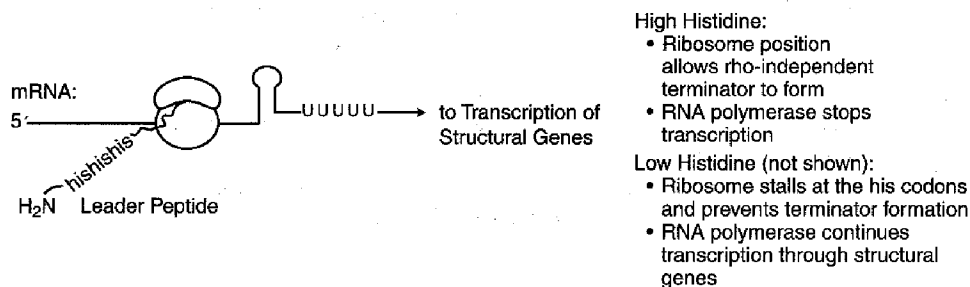 mRNA:
5′
UUUUU
to Transcription of
Structural Genes
hishishis
H₂N
Leader Peptide
High Histidine:
• Ribosome position
allows rho-independent
terminator to form
• RNA polymerase stops
transcription
Low Histidine (not shown):
• Ribosome stalls at the his codons
and prevents terminator formation
• RNA polymerase continues
transcription through structural
genes